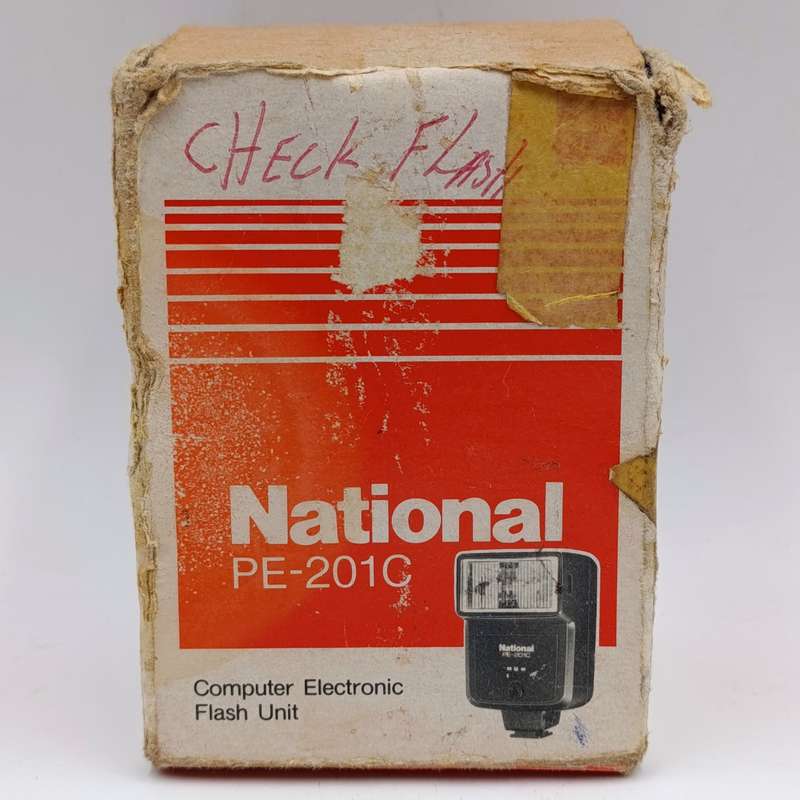 CHECK FLASH
National
PE-201C
National
PE-201C
Computer Electronic
Flash Unit